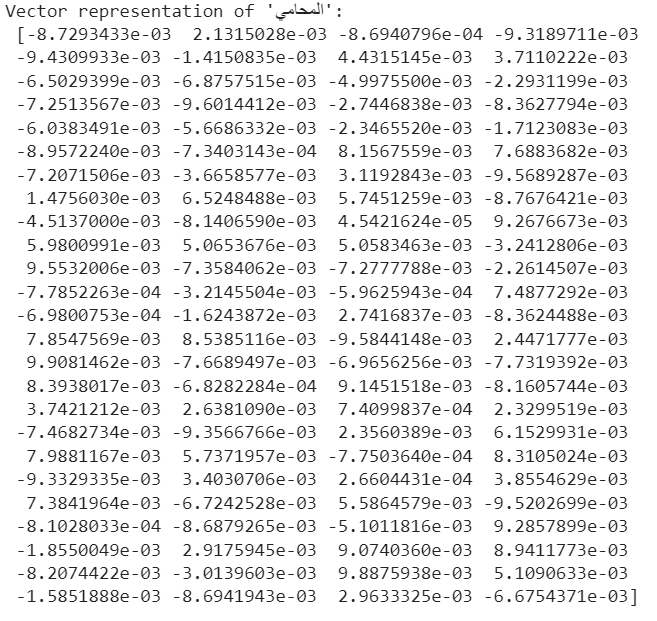 Vector representation of 'المحامي':
[-8.7293433e-03 2.1315028e-03 -8.6940796e-04 -9.3189711e-03
-9.4309933e-03 -1.4150835e-03 4.4315145e-03 3.7110222e-03
-6.5029399e-03 -6.8757515e-03 -4.9975500e-03 -2.2931199e-03
-7.2513567e-03 -9.6014412e-03 -2.7446838e-03 -8.3627794e-03
-6.0383491e-03 -5.6686332e-03 -2.3465520e-03 -1.7123083e-03
-8.9572240e-03 -7.3403143e-04 8.1567559e-03 7.6883682e-03
-7.2071506e-03 -3.6658577e-03 3.1192843e-03 -9.5689287e-03
1.4756030e-03 6.5248488e-03 5.7451259e-03 -8.7676421e-03
-4.5137000e-03 -8.1406590e-03 4.5421624e-05 9.2676673e-03
5.9800991e-03 5.0653676e-03 5.0583463e-03 -3.2412806e-03
9.5532006e-03 -7.3584062e-03 -7.2777788e-03 -2.2614507e-03
-7.7852263e-04 -3.2145504e-03 -5.9625943e-04 7.4877292e-03
-6.9800753e-04 -1.6243872e-03 2.7416837e-03 -8.3624488e-03
7.8547569e-03 8.5385116e-03 -9.5844148e-03 2.4471777e-03
9.9081462e-03 -7.6689497e-03 -6.9656256e-03 -7.7319392e-03
8.3938017e-03 -6.8282284e-04 9.1451518e-03 -8.1605744e-03
3.7421212e-03 2.6381090e-03 7.4099837e-04 2.3299519e-03
-7.4682734e-03 -9.3566766e-03 2.3560389e-03 6.1529931e-03
7.9881167e-03 5.7371957e-03 -7.7503640e-04 8.3105024e-03
-9.3329335e-03 3.4030706e-03 2.6604431e-04 3.8554629e-03
7.3841964e-03 -6.7242528e-03 5.5864579e-03 -9.5202699e-03
-8.1028033e-04 -8.6879265e-03 -5.1011816e-03 9.2857899e-03
-1.8550049e-03 2.9175945e-03 9.0740360e-03 8.9411773e-03
-8.2074422e-03 -3.0139603e-03 9.8875938e-03 5.1090633e-03
-1.5851888e-03 -8.6941943e-03 2.9633325e-03 -6.6754371e-03]